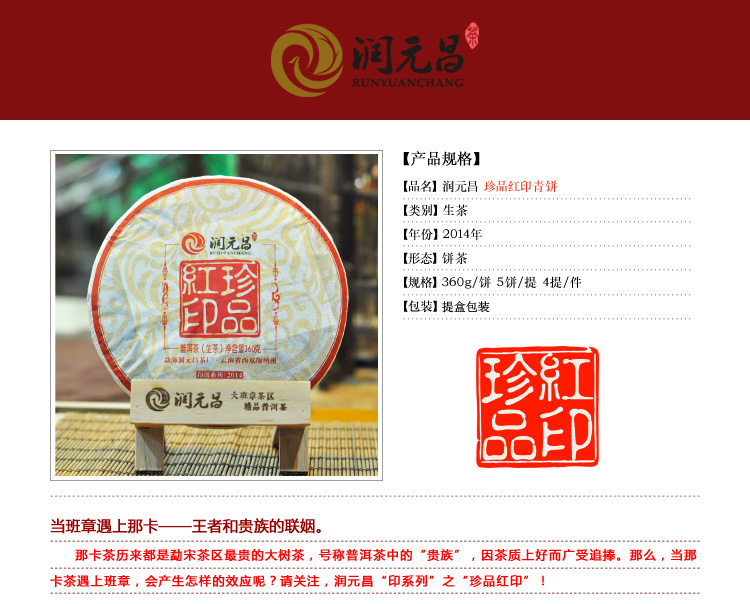 润元昌 茶
RUNYUANCHANG
【产品规格】
【品名】润元昌 珍品红印青饼
【类别】生茶
【年份】2014年
【形态】饼茶
【规格】360g/饼 5饼/提 4提/件
【包装】提盒包装
润元昌
RUNYUANCHANG
紅珍
印品
普洱茶（生茶）净含量360克
勐海润元昌茶厂·云南省西双版纳州
印级系列 2014
润元昌 大班章茶区
精品普洱茶
珍紅
品印
当班章遇上那卡——王者和贵族的联姻。
那卡茶历来都是勐宋茶区最贵的大树茶，号称普洱茶中的“贵族”，因茶质上好而广受追捧。那么，当那
卡茶遇上班章，会产生怎样的效应呢？请关注，润元昌“印系列”之“珍品红印”！